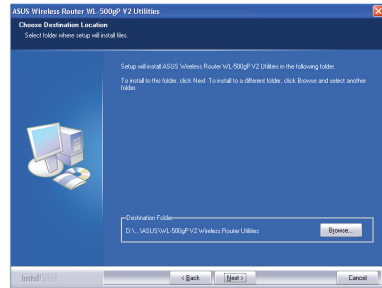 ASUS Wireless Router WL-500gP V2 Utilities
Choose Destination Location
Select folder where setup will install files.
Setup will install ASUS Wireless Router WL-500gP V2 Utilities in the following folder.
To install to this folder, click Next. To install to a different folder, click Browse and select another
folder.
Destination Folder
D:\...\ASUS\WL-500gP V2 Wireless Router Utilities
Browse...
InstallShield
< Back
Next >
Cancel